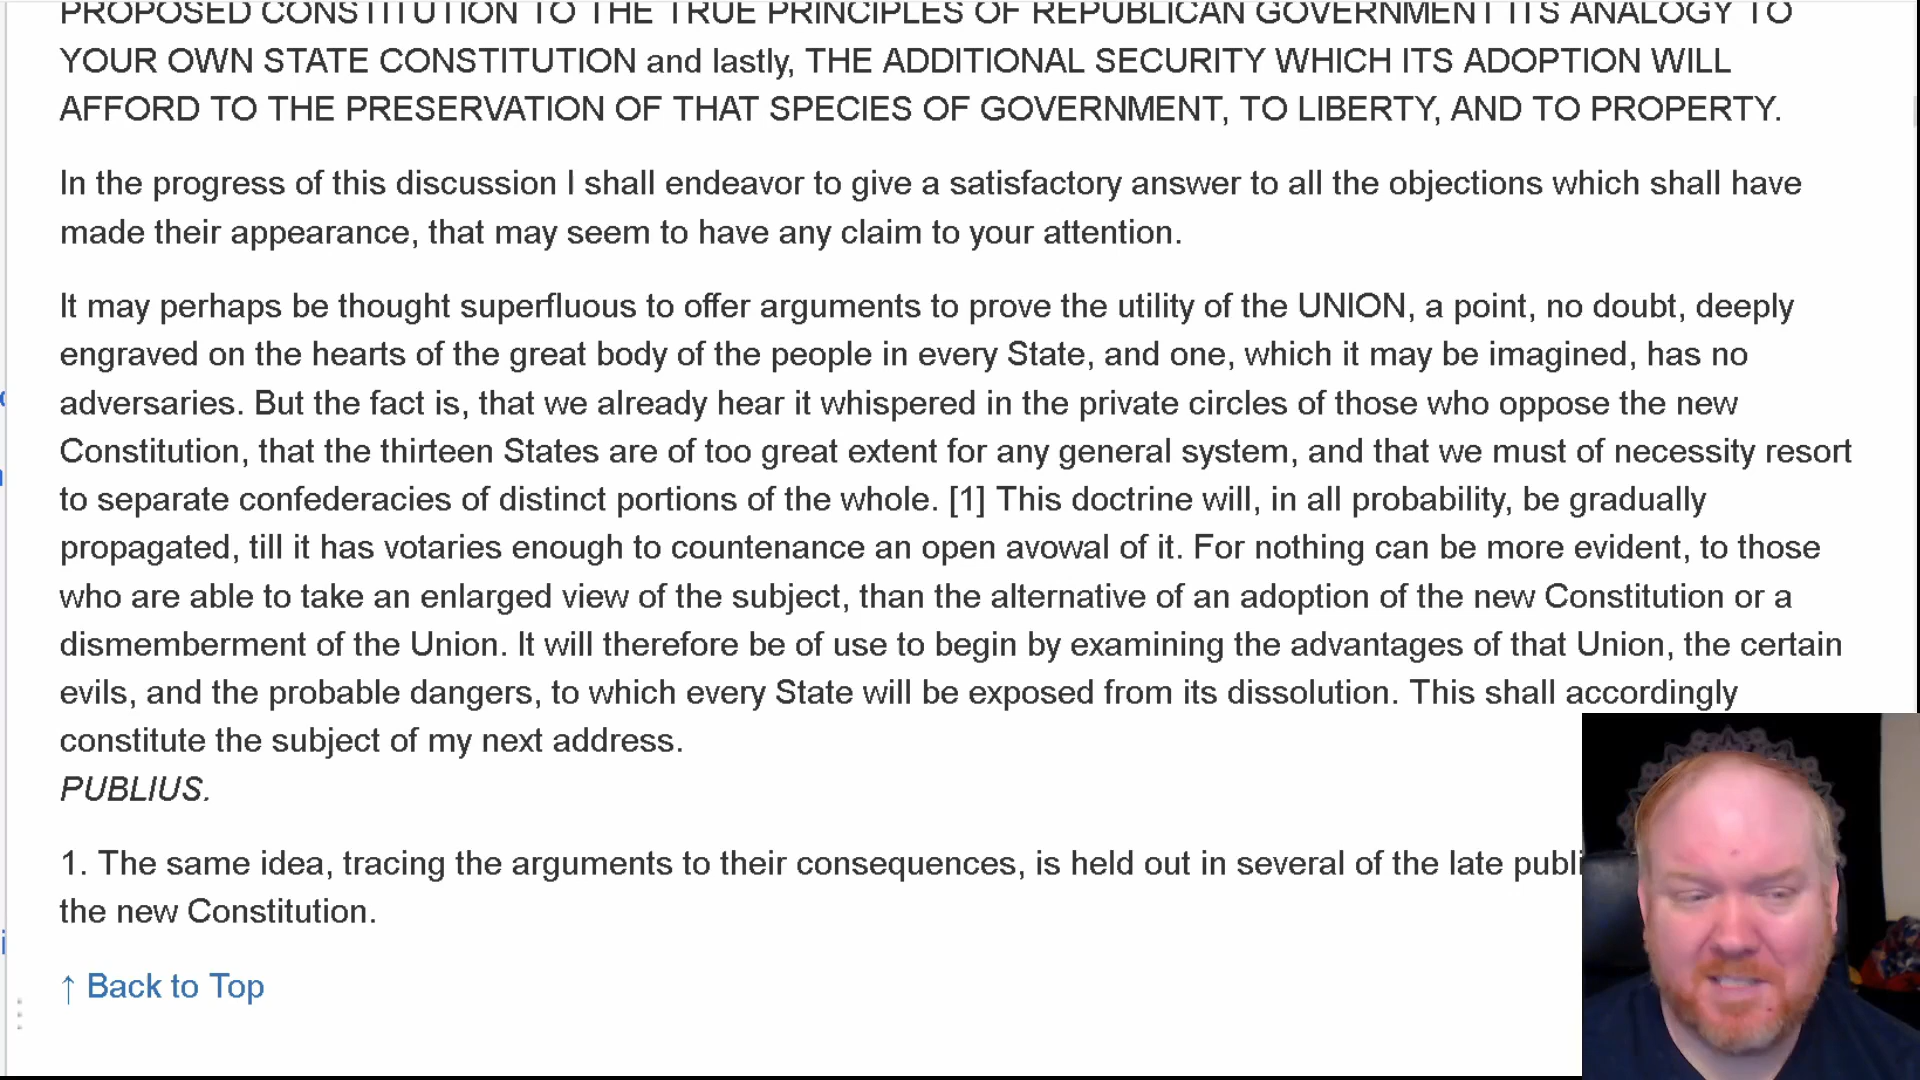 PROPOSED CONSTITUTION TO THE TRUE PRINCIPLES OF REPUBLICAN GOVERNMENT ITS ANALOGY TO
YOUR OWN STATE CONSTITUTION and lastly, THE ADDITIONAL SECURITY WHICH ITS ADOPTION WILL
AFFORD TO THE PRESERVATION OF THAT SPECIES OF GOVERNMENT, TO LIBERTY, AND TO PROPERTY.
In the progress of this discussion I shall endeavor to give a satisfactory answer to all the objections which shall have
made their appearance, that may seem to have any claim to your attention.
It may perhaps be thought superfluous to offer arguments to prove the utility of the UNION, a point, no doubt, deeply
engraved on the hearts of the great body of the people in every State, and one, which it may be imagined, has no
adversaries. But the fact is, that we already hear it whispered in the private circles of those who oppose the new
Constitution, that the thirteen States are of too great extent for any general system, and that we must of necessity resort
to separate confederacies of distinct portions of the whole. [1] This doctrine will, in all probability, be gradually
propagated, till it has votaries enough to countenance an open avowal of it. For nothing can be more evident, to those
who are able to take an enlarged view of the subject, than the alternative of an adoption of the new Constitution or a
dismemberment of the Union. It will therefore be of use to begin by examining the advantages of that Union, the certain
evils, and the probable dangers, to which every State will be exposed from its dissolution. This shall accordingly
constitute the subject of my next address.
PUBLIUS.
1. The same idea, tracing the arguments to their consequences, is held out in several of the late publi
the new Constitution.
↑ Back to Top